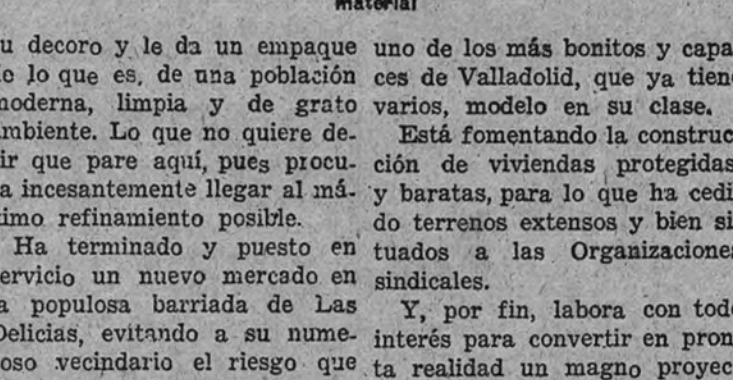 material
u decoro y le da un empaque
e lo que es, de una población
moderna, limpia y de grato
mbiente. Lo que no quiere de-
ir que pare aquí, pues procu-
a incesantemente llegar al má-
imo refinamiento posible.
Ha terminado y puesto en
ervicio un nuevo mercado en
a populosa barriada de Las
Delicias, evitando a su nume-
oso vecindario el riesgo que
uno de los más bonitos y capa
ces de Valladolid, que ya tien
varios, modelo en su clase.
Está fomentando la construc
ción de viviendas protegidas
y baratas, para lo que ha cedi
do terrenos extensos y bien si
tuados a las Organizacione
sindicales.
Y, por fin, labora con tod
interés para convertir en pron
ta realidad un magno proyec